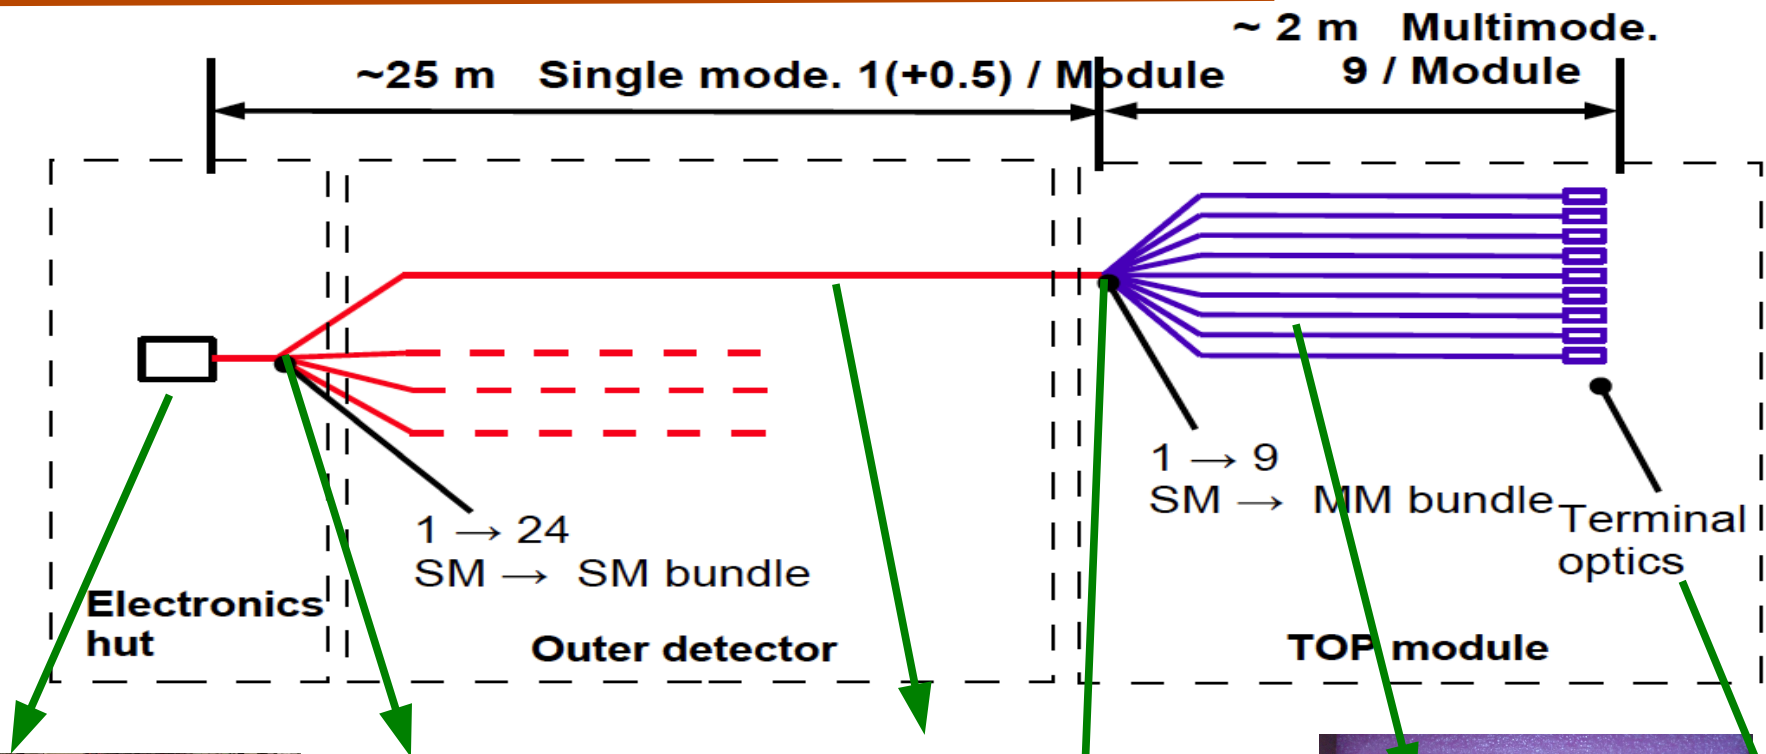 ~ 2 m Multimode.
9 / Module
~25 m Single mode. 1(+0.5) / Module
1 → 9
SM → MM bundle
Terminal
optics
1 → 24
SM → SM bundle
Electronics
hut
Outer detector
TOP module